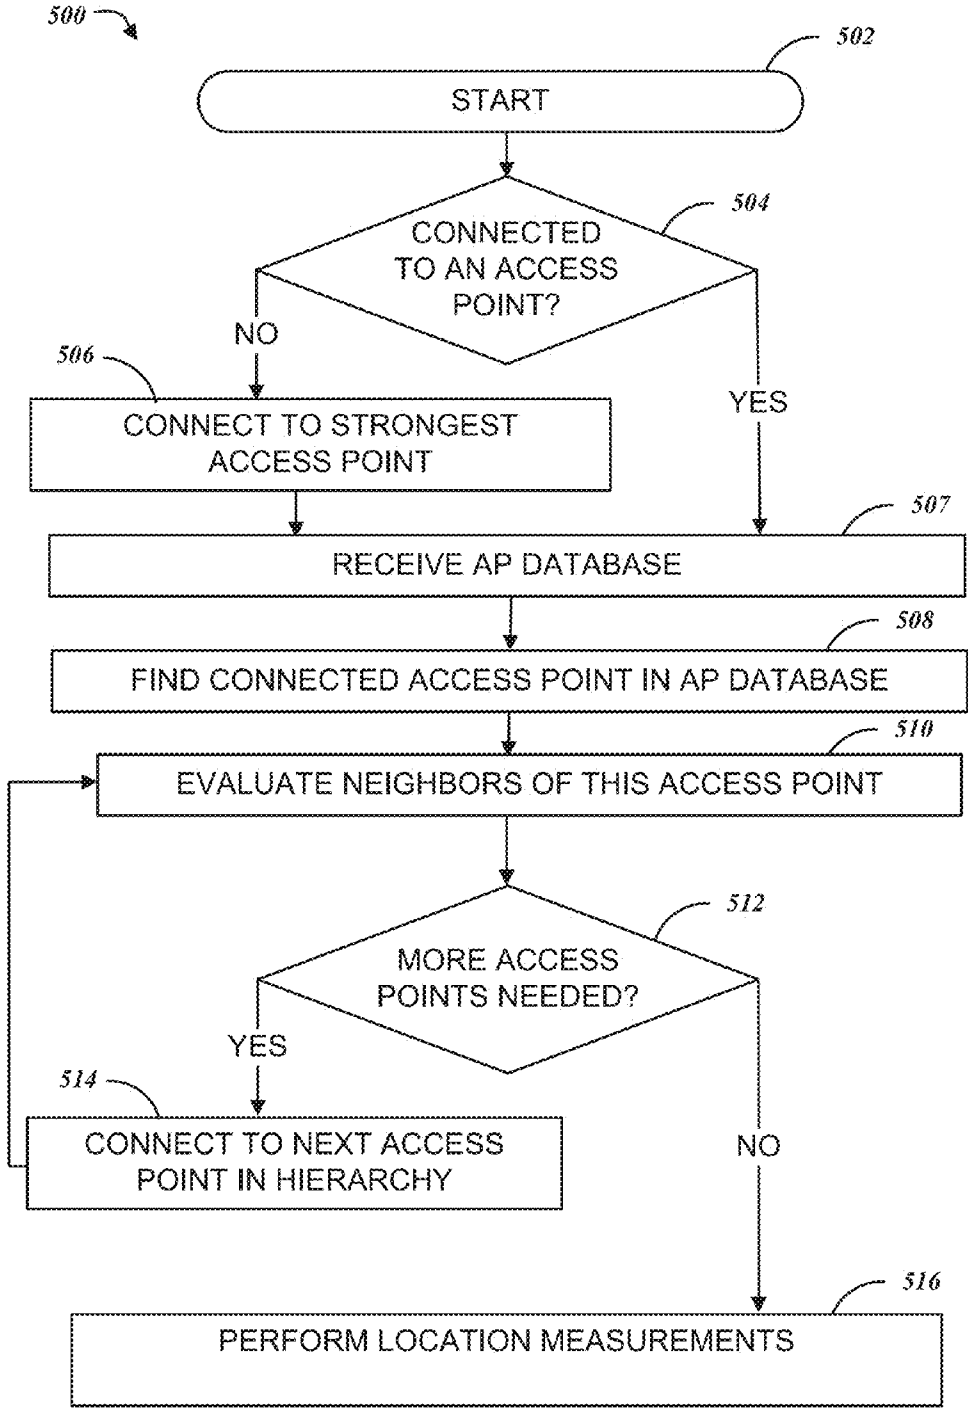 500
502
START
504
CONNECTED
TO AN ACCESS
POINT?
NO
YES
506
CONNECT TO STRONGEST
ACCESS POINT
507
RECEIVE AP DATABASE
508
FIND CONNECTED ACCESS POINT IN AP DATABASE
510
EVALUATE NEIGHBORS OF THIS ACCESS POINT
512
MORE ACCESS
POINTS NEEDED?
YES
NO
514
CONNECT TO NEXT ACCESS
POINT IN HIERARCHY
516
PERFORM LOCATION MEASUREMENTS